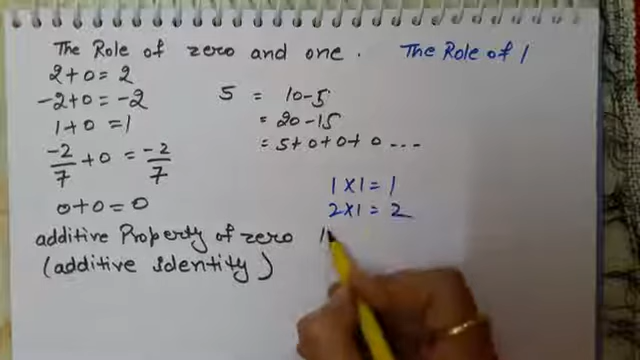 The Role of zero and one.
2+0=2
-2+0=-2
1+0=1
-2/7+0=-2/7
0+0=0
additive Property of zero
(additive identity)
5 = 10-5
= 20-15
= 5+0+0+0...
The Role of 1
1×1=1
2×1=2